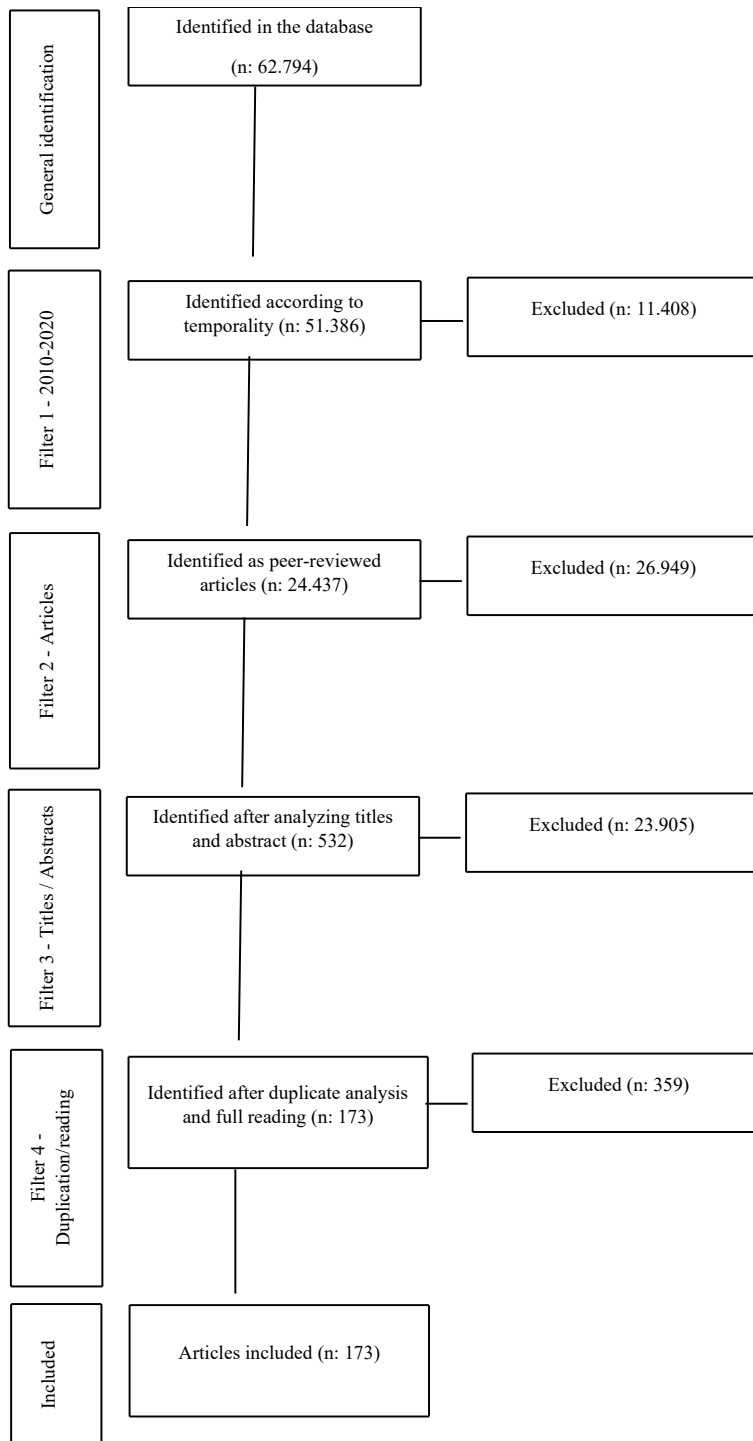 General identification
Identified in the database
(n: 62.794)
Filter 1 - 2010-2020
Identified according to
temporality (n: 51.386)
Excluded (n: 11.408)
Filter 2 - Articles
Identified as peer-reviewed
articles (n: 24.437)
Excluded (n: 26.949)
Filter 3 - Titles / Abstracts
Identified after analyzing titles
and abstract (n: 532)
Excluded (n: 23.905)
Filter 4 -
Duplication/reading
Identified after duplicate analysis
and full reading (n: 173)
Excluded (n: 359)
Included
Articles included (n: 173)